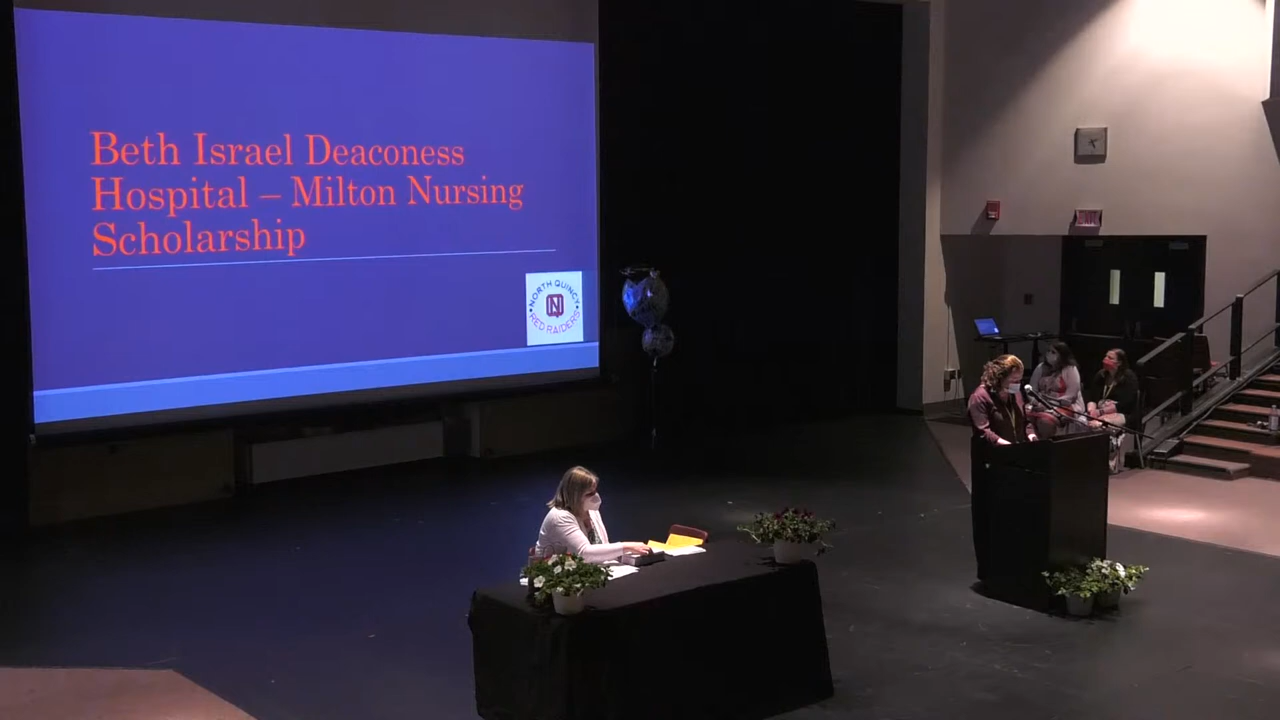 Beth Israel Deaconess
Hospital – Milton Nursing
Scholarship
NORTH QUINCY
N
RED RAIDERS